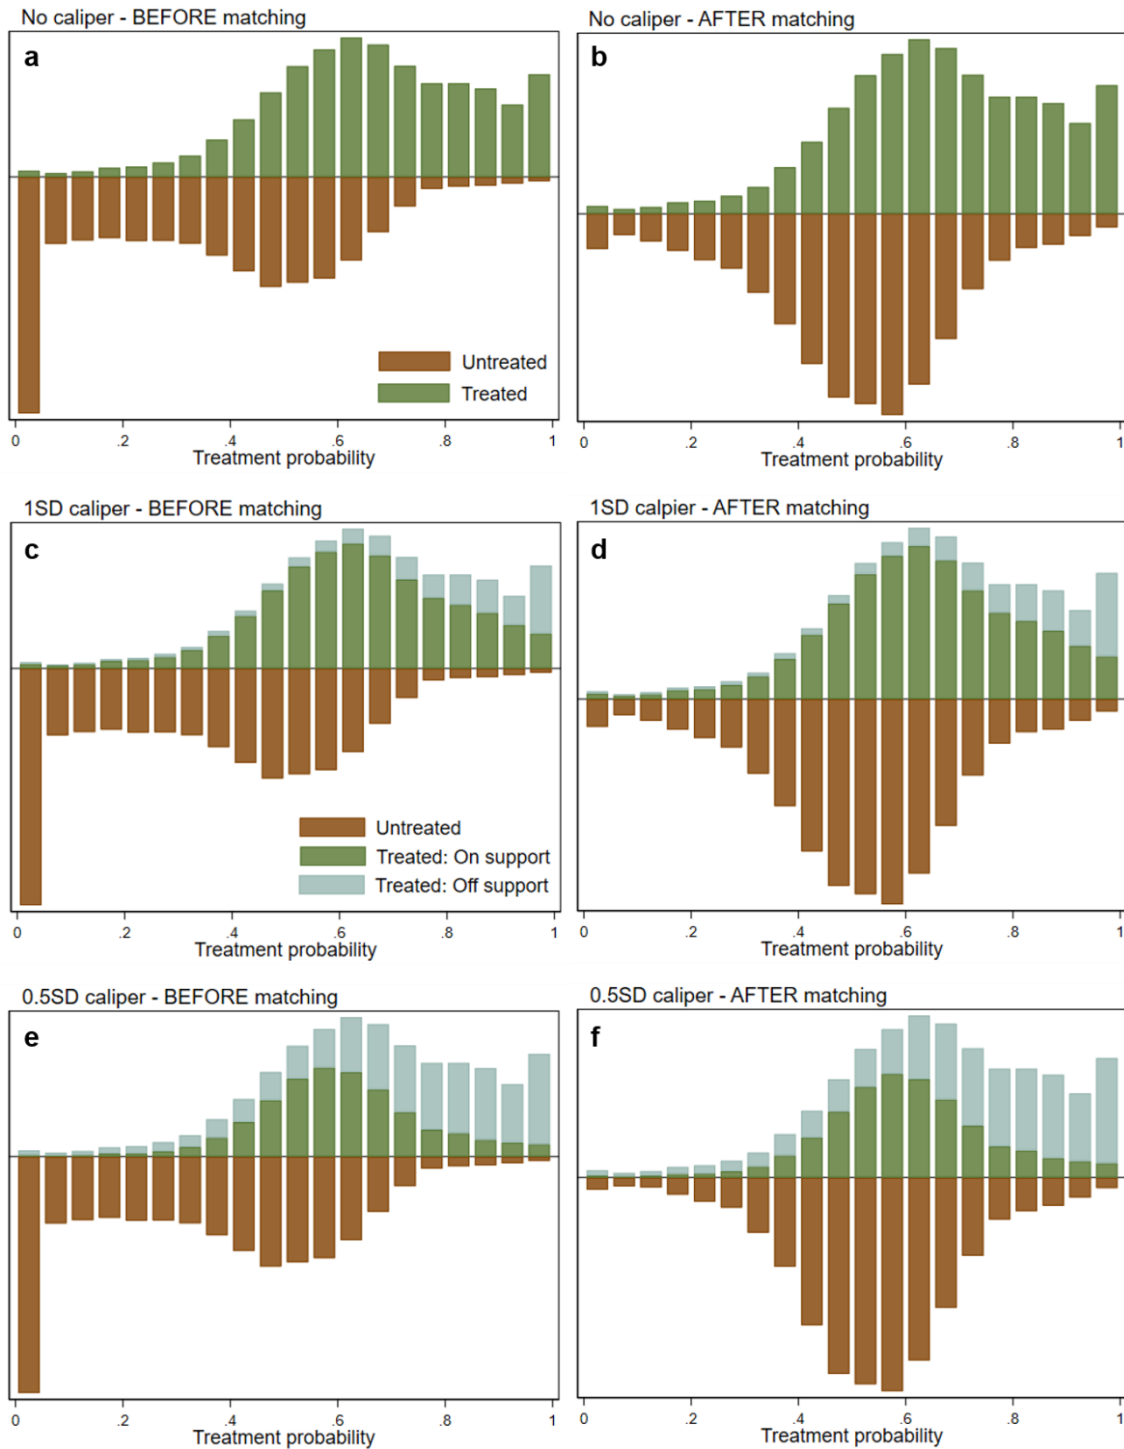 No caliper - BEFORE matching
a
Untreated
Treated
0 .2 .4 .6 .8 1
Treatment probability
No caliper - AFTER matching
b
0 .2 .4 .6 .8 1
Treatment probability
1SD caliper - BEFORE matching
c
Untreated
Treated: On support
Treated: Off support
0 .2 .4 .6 .8 1
Treatment probability
1SD calpier - AFTER matching
d
0 .2 .4 .6 .8 1
Treatment probability
0.5SD caliper - BEFORE matching
e
0 .2 .4 .6 .8 1
Treatment probability
0.5SD caliper - AFTER matching
f
0 .2 .4 .6 .8 1
Treatment probability